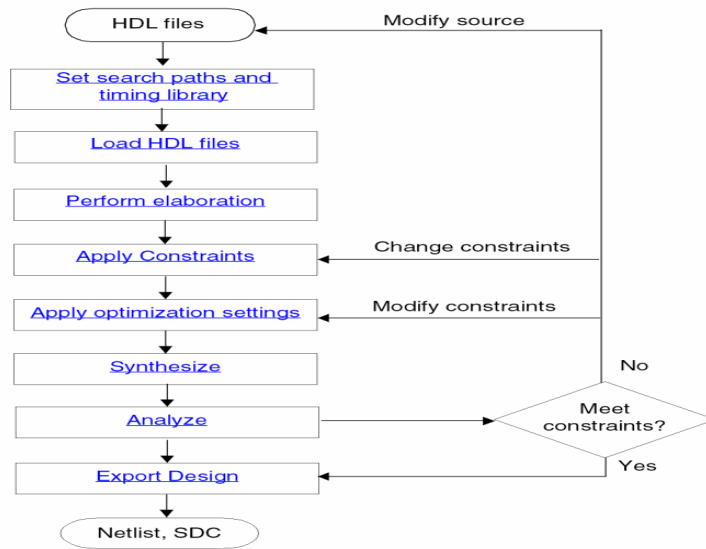 HDL files
Modify source
Set search paths and
timing library
Load HDL files
Perform elaboration
Apply Constraints
Change constraints
Apply optimization settings
Modify constraints
Synthesize
No
Analyze
Meet
constraints?
Yes
Export Design
Netlist, SDC